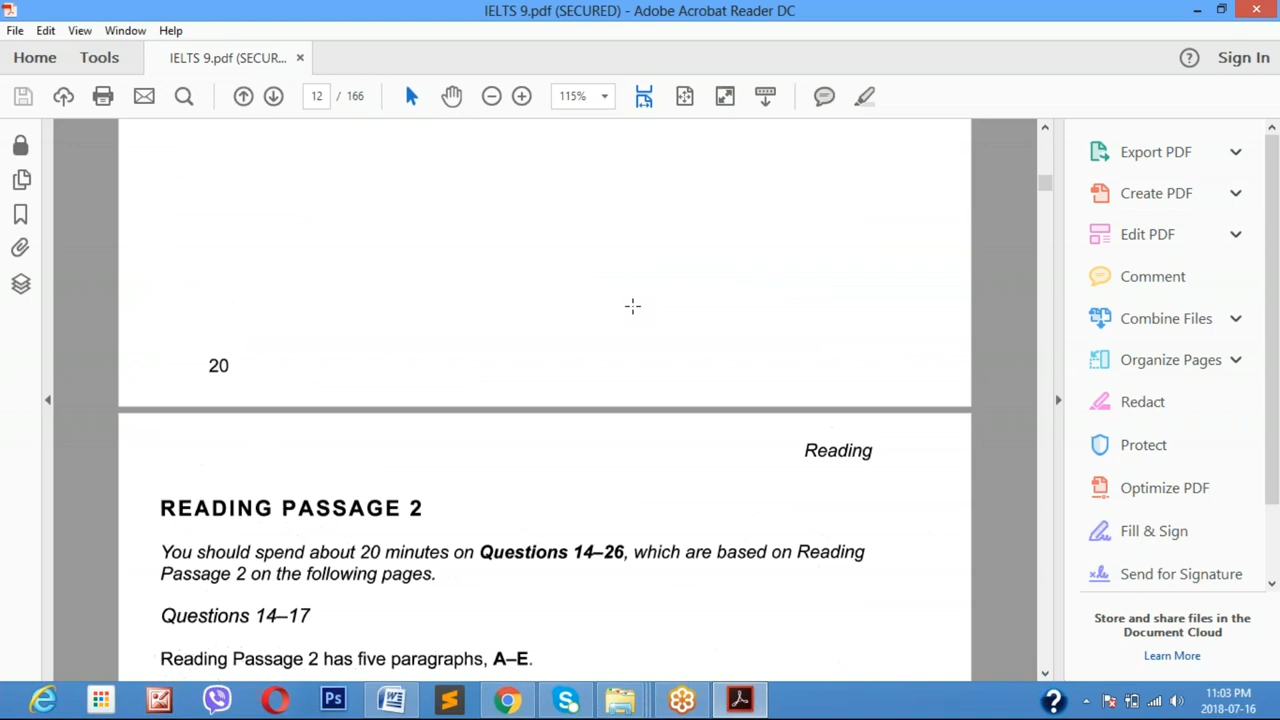 IELTS 9.pdf (SECURED) - Adobe Acrobat Reader DC
File Edit View Window Help
Home Tools IELTS 9.pdf (SECUR... × Sign In
12 / 166 115%
20
Reading
READING PASSAGE 2
You should spend about 20 minutes on Questions 14–26, which are based on Reading
Passage 2 on the following pages.
Questions 14–17
Reading Passage 2 has five paragraphs, A–E.
Export PDF
Create PDF
Edit PDF
Comment
Combine Files
Organize Pages
Redact
Protect
Optimize PDF
Fill & Sign
Send for Signature
Store and share files in the
Document Cloud
Learn More
Ps
11:03 PM
2018-07-16